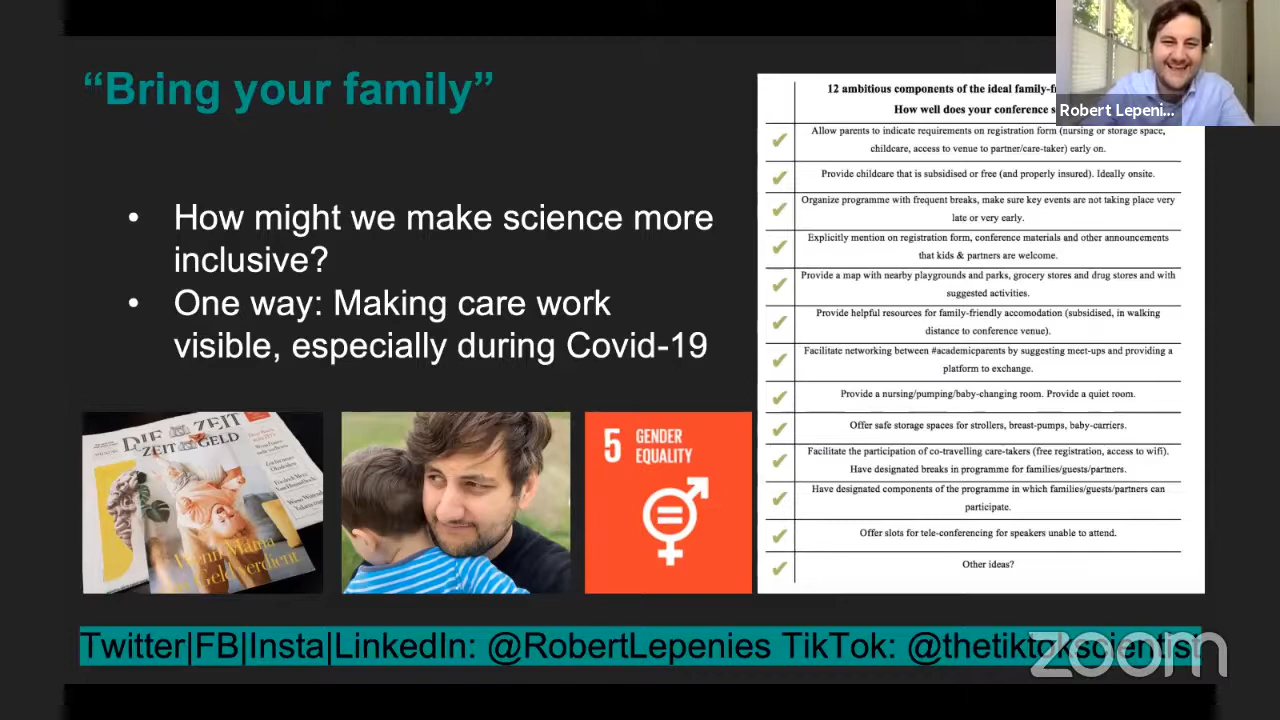 “Bring your family”
• How might we make science more
inclusive?
• One way: Making care work
visible, especially during Covid-19
DIE ZEIT
ZEIT GELD
Wenn Mama
Geld verdient
5 GENDER
EQUALITY
12 ambitious components of the ideal
How well does your conference
Allow parents to indicate requirements on registration form (nursing or storage space,
childcare, access to venue to partner/care-taker) early on.
Provide childcare that is subsidised or free (and properly insured). Ideally onsite.
Organize programme with frequent breaks, make sure key events are not taking place very
late or very early.
Explicitly mention on registration form, conference materials and other announcements
that kids & partners are welcome.
Provide a map with nearby playgrounds and parks, grocery stores and drug stores and with
suggested activities.
Provide helpful resources for family-friendly accomodation (subsidised, in walking
distance to conference venue).
Facilitate networking between #academicparents by suggesting meet-ups and providing a
platform to exchange.
Provide a nursing/pumping/baby-changing room. Provide a quiet room.
Offer safe storage spaces for strollers, breast-pumps, baby-carriers.
Facilitate the participation of co-travelling care-takers (free registration, access to wifi).
Have designated breaks in programme for families/guests/partners.
Have designated components of the programme in which families/guests/partners can
participate.
Offer slots for tele-conferencing for speakers unable to attend.
Other ideas?
Robert Lepeni...
Twitter|FB|Insta|LinkedIn: @RobertLepenies TikTok: @thetiktokscientist
zoom